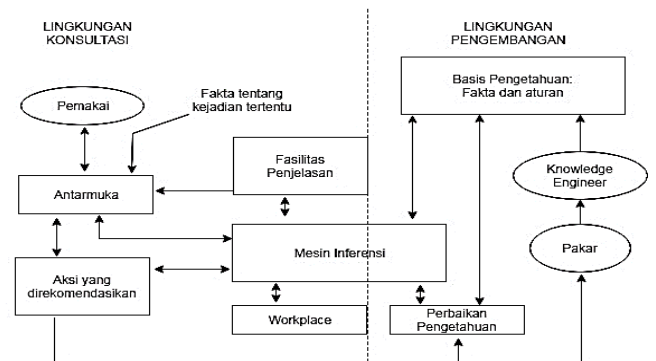 LINGKUNGAN
KONSULTASI
LINGKUNGAN
PENGEMBANGAN
Pemakai
Fakta tentang
kejadian tertentu
Basis Pengetahuan:
Fakta dan aturan
Fasilitas
Penjelasan
Knowledge
Engineer
Antarmuka
Mesin Inferensi
Pakar
Aksi yang
direkomendasikan
Workplace
Perbaikan
Pengetahuan